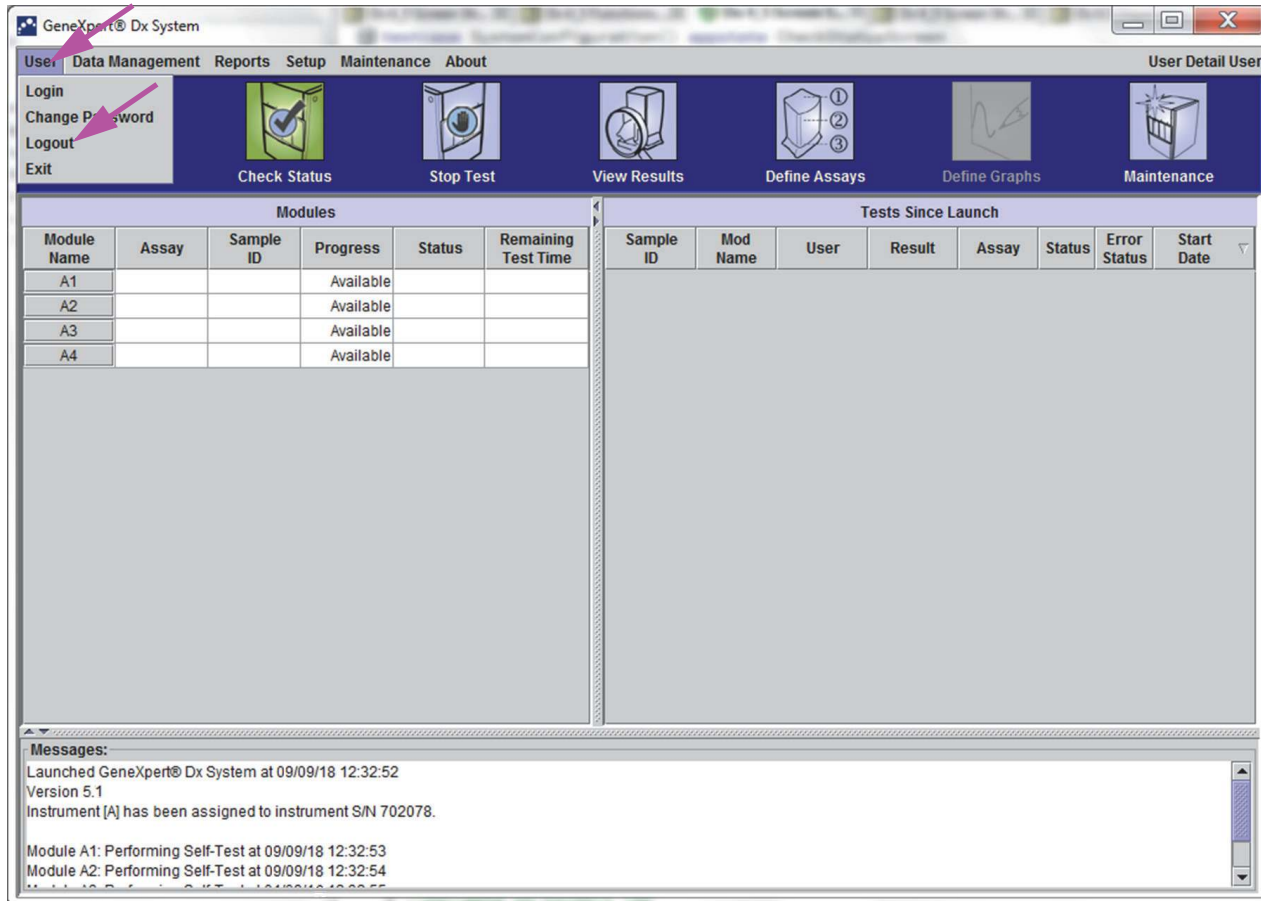 GeneXpert® Dx System
User Data Management Reports Setup Maintenance About User Detail User
Login
Change Password
Logout
Exit
Check Status Stop Test View Results Define Assays Define Graphs Maintenance
① ② ③
Modules
Module Name Assay Sample ID Progress Status Remaining Test Time
A1 Available
A2 Available
A3 Available
A4 Available
Tests Since Launch
Sample ID Mod Name User Result Assay Status Error Status Start Date
Messages:
Launched GeneXpert® Dx System at 09/09/18 12:32:52
Version 5.1
Instrument [A] has been assigned to instrument S/N 702078.
Module A1: Performing Self-Test at 09/09/18 12:32:53
Module A2: Performing Self-Test at 09/09/18 12:32:54